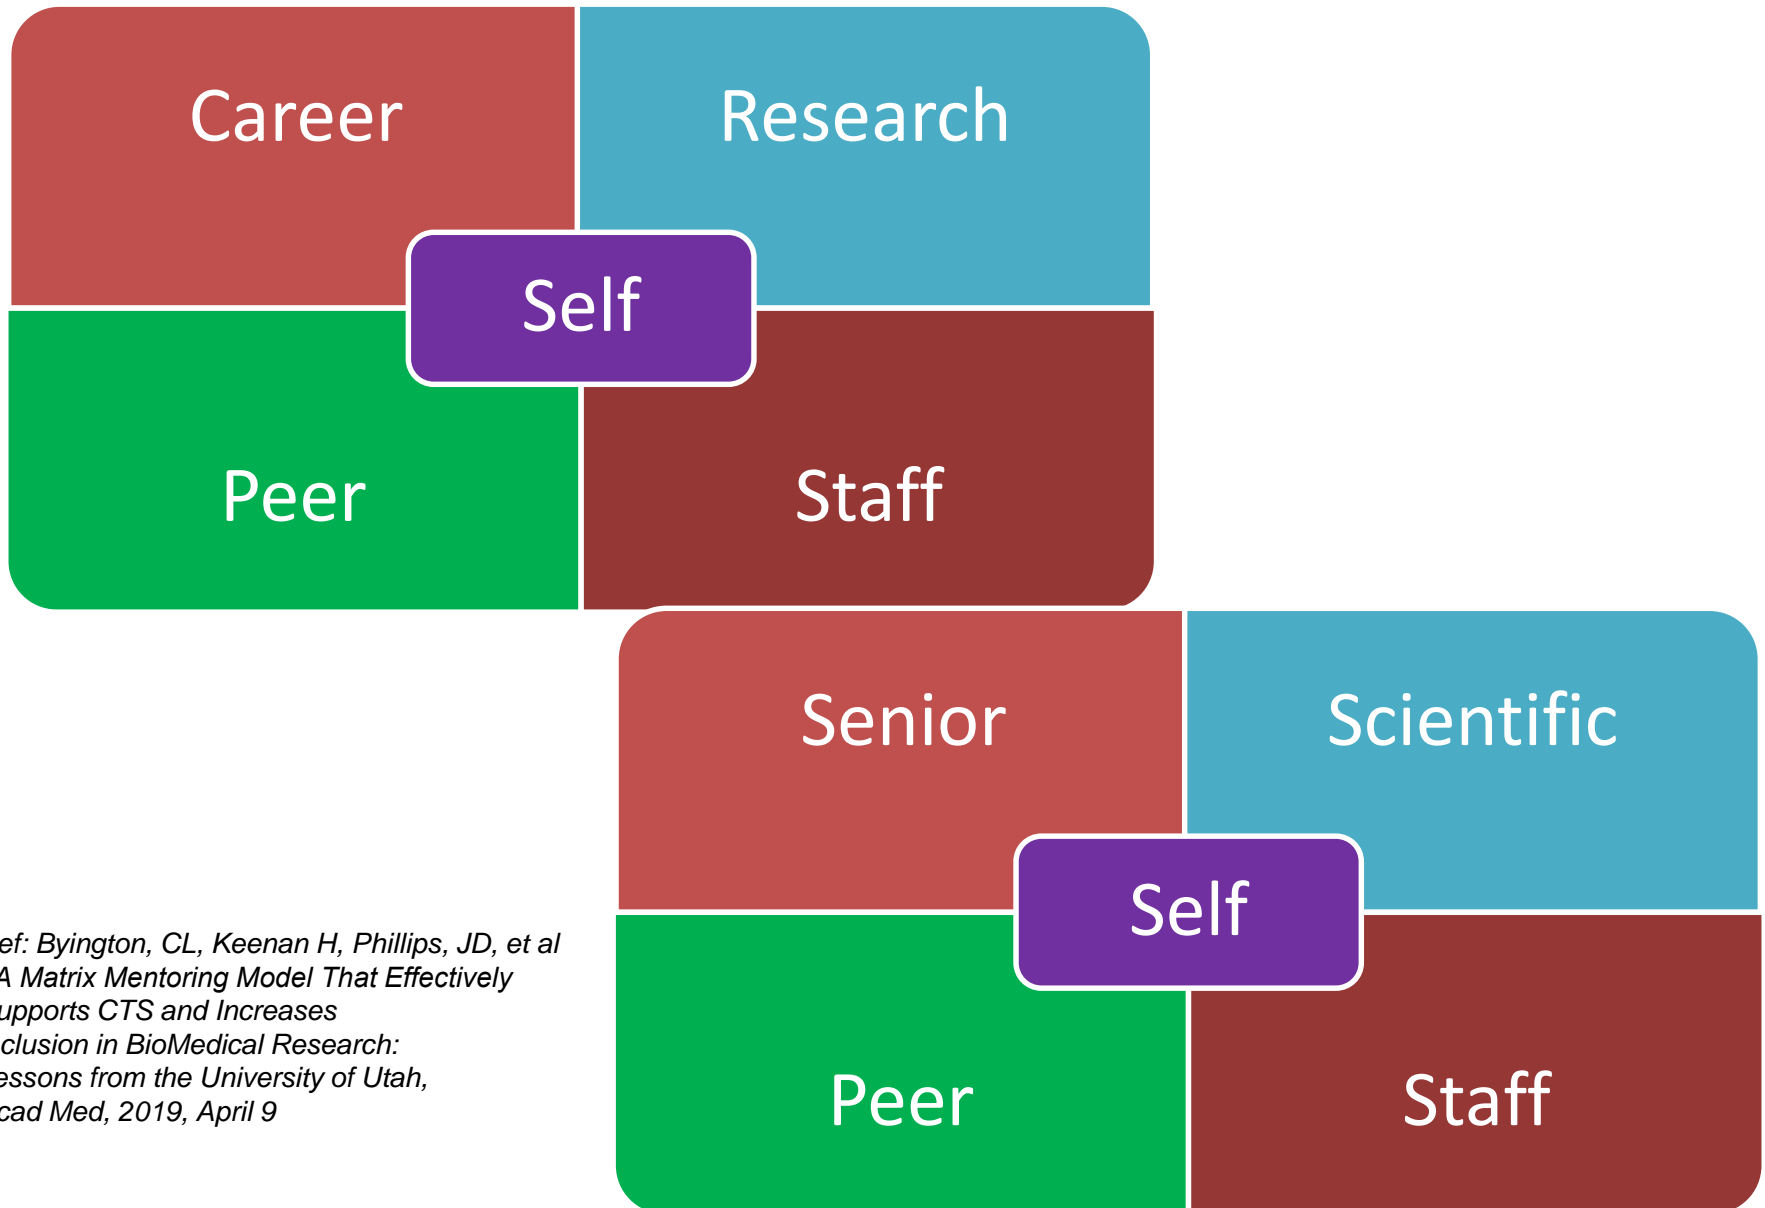 Career
Research
Self
Peer
Staff
Senior
Scientific
Self
Peer
Staff
ef: Byington, CL, Keenan H, Phillips, JD, et al
A Matrix Mentoring Model That Effectively
upports CTS and Increases
clusion in BioMedical Research:
essons from the University of Utah,
cad Med, 2019, April 9